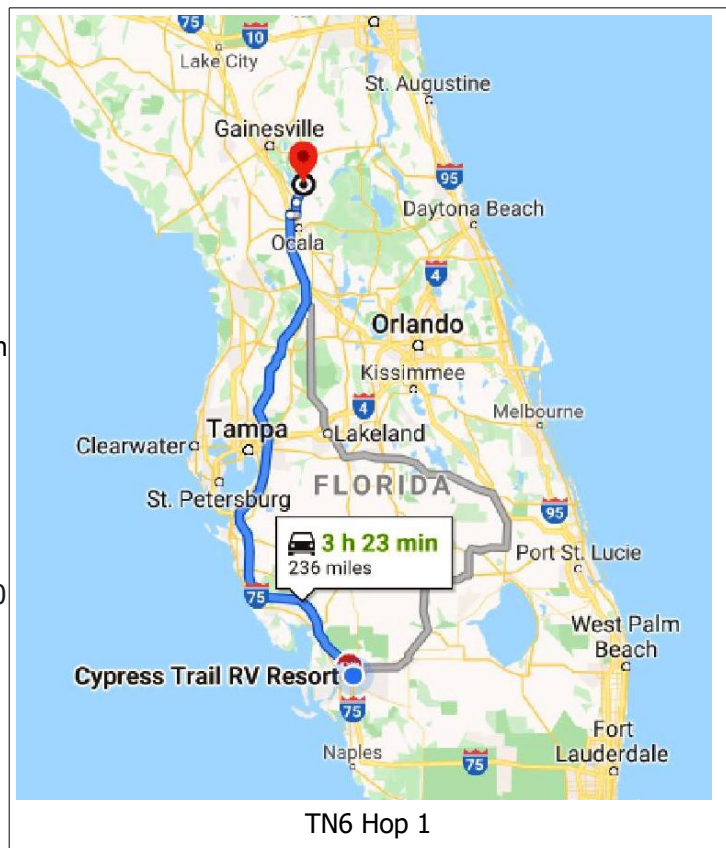 75
10
Lake City
St. Augustine
Gainesville
95
Daytona Beach
Ocala
4
Orlando
Kissimmee
Melbourne
4
Tampa
Lakeland
Clearwater
FLORIDA
St. Petersburg
95
3 h 23 min
236 miles
Port St. Lucie
75
West Palm
Beach
Cypress Trail RV Resort
75
Fort
Lauderdale
Naples
75
TN6 Hop 1
n
0